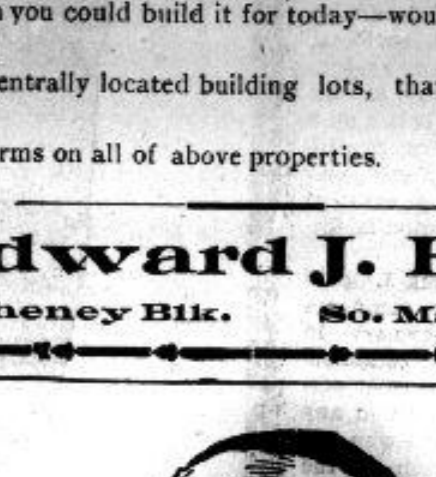 you could build it for today—wou
entrally located building lots, tha
rms on all of above properties.
dward J. H
heney Blk. So. M